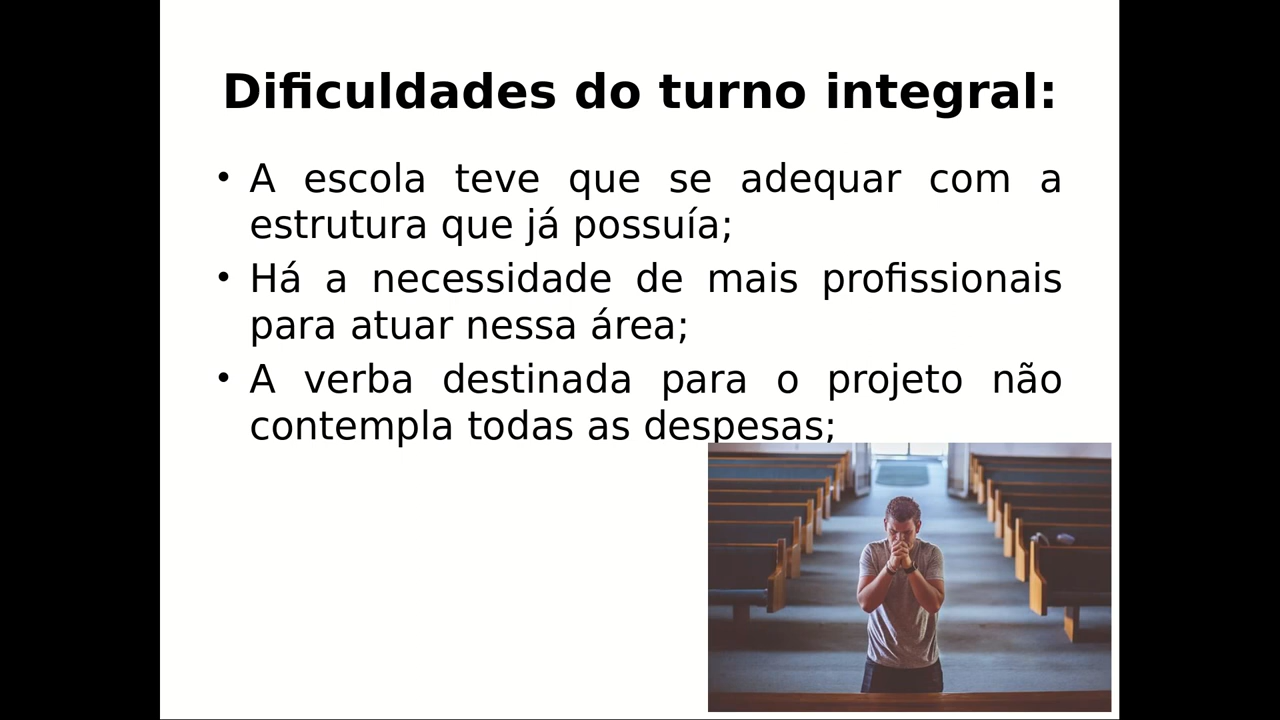 Dificuldades do turno integral:
• A escola teve que se adequar com a
estrutura que já possuía;
• Há a necessidade de mais profissionais
para atuar nessa área;
• A verba destinada para o projeto não
contempla todas as despesas;